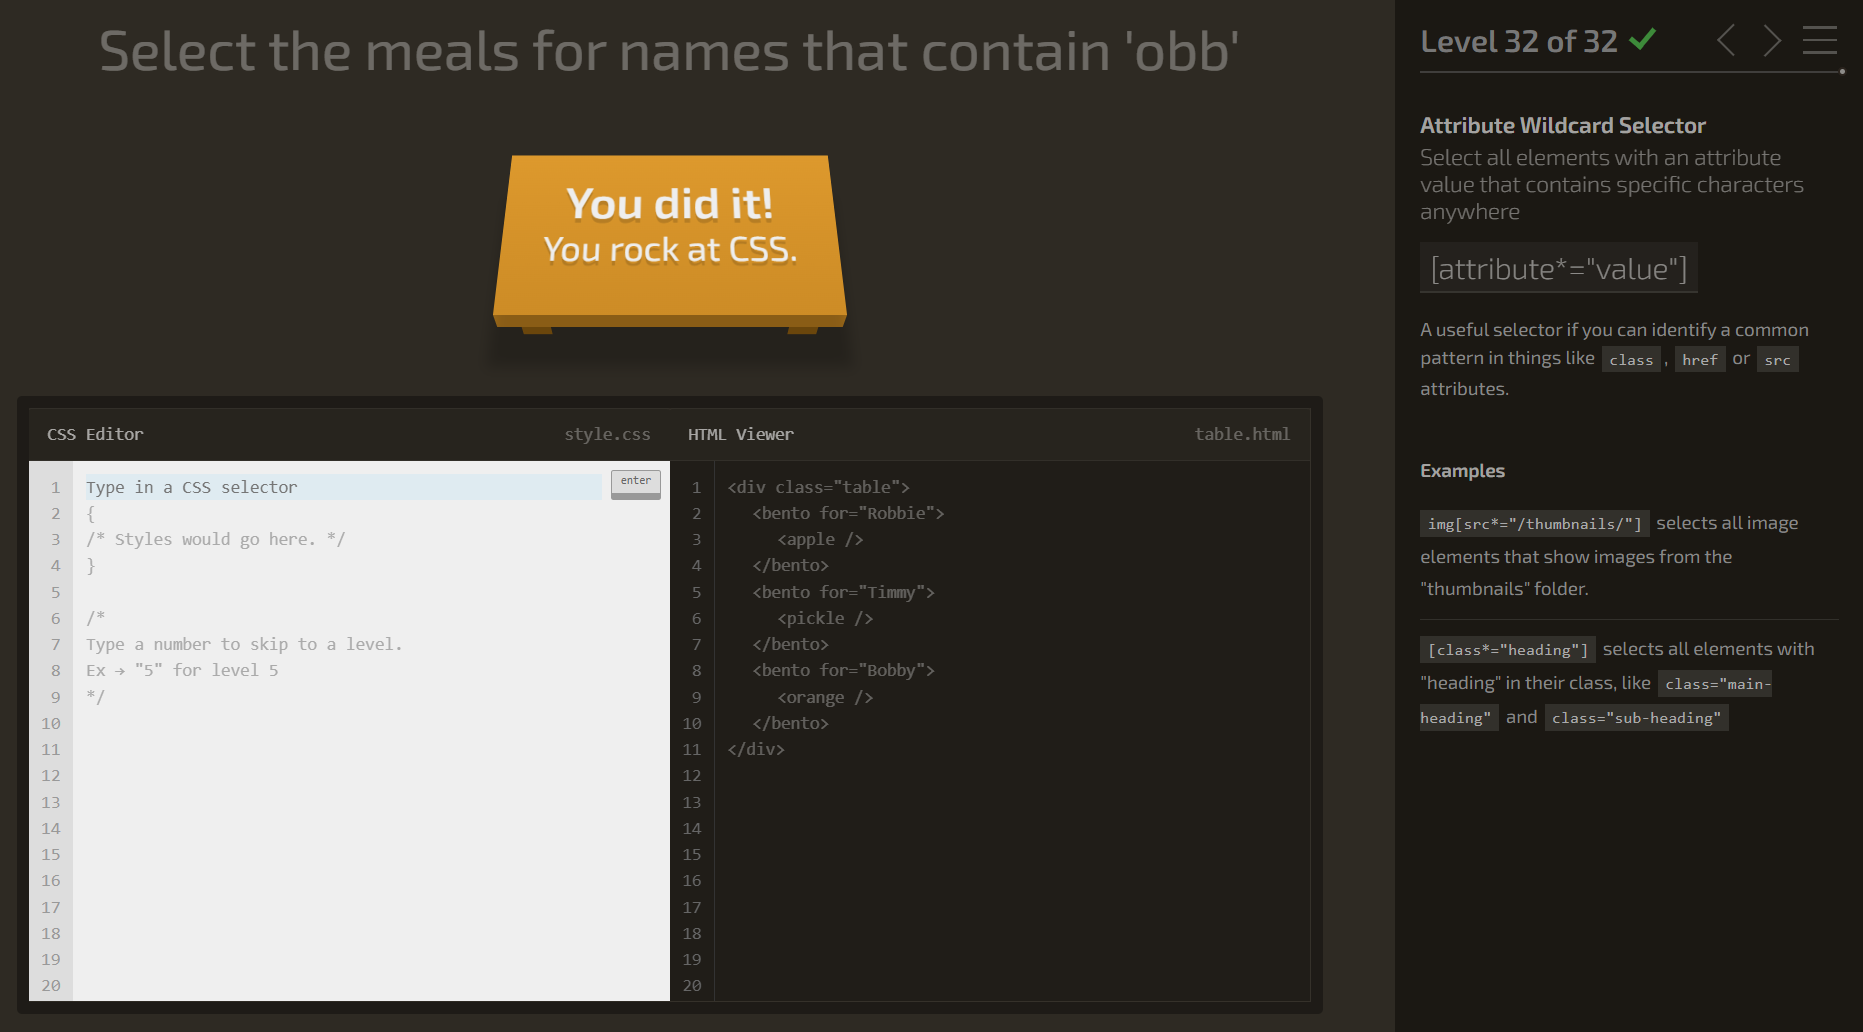 Select the meals for names that contain 'obb'
You did it!
You rock at CSS.
CSS Editor
style.css
1 Type in a CSS selector
enter
2 {
3 /* Styles would go here. */
4 }
5
6 /*
7 Type a number to skip to a level.
8 Ex → "5" for level 5
9 */
10
11
12
13
14
15
16
17
18
19
20
HTML Viewer
table.html
1 <div class="table">
2 <bento for="Robbie">
3 <apple />
4 </bento>
5 <bento for="Timmy">
6 <pickle />
7 </bento>
8 <bento for="Bobby">
9 <orange />
10 </bento>
11 </div>
12
13
14
15
16
17
18
19
20
Level 32 of 32
Attribute Wildcard Selector
Select all elements with an attribute
value that contains specific characters
anywhere
[attribute*="value"]
A useful selector if you can identify a common
pattern in things like class , href or src
attributes.
Examples
img[src*="/thumbnails/"] selects all image
elements that show images from the
"thumbnails" folder.
[class*="heading"] selects all elements with
"heading" in their class, like class="main-
heading" and class="sub-heading"